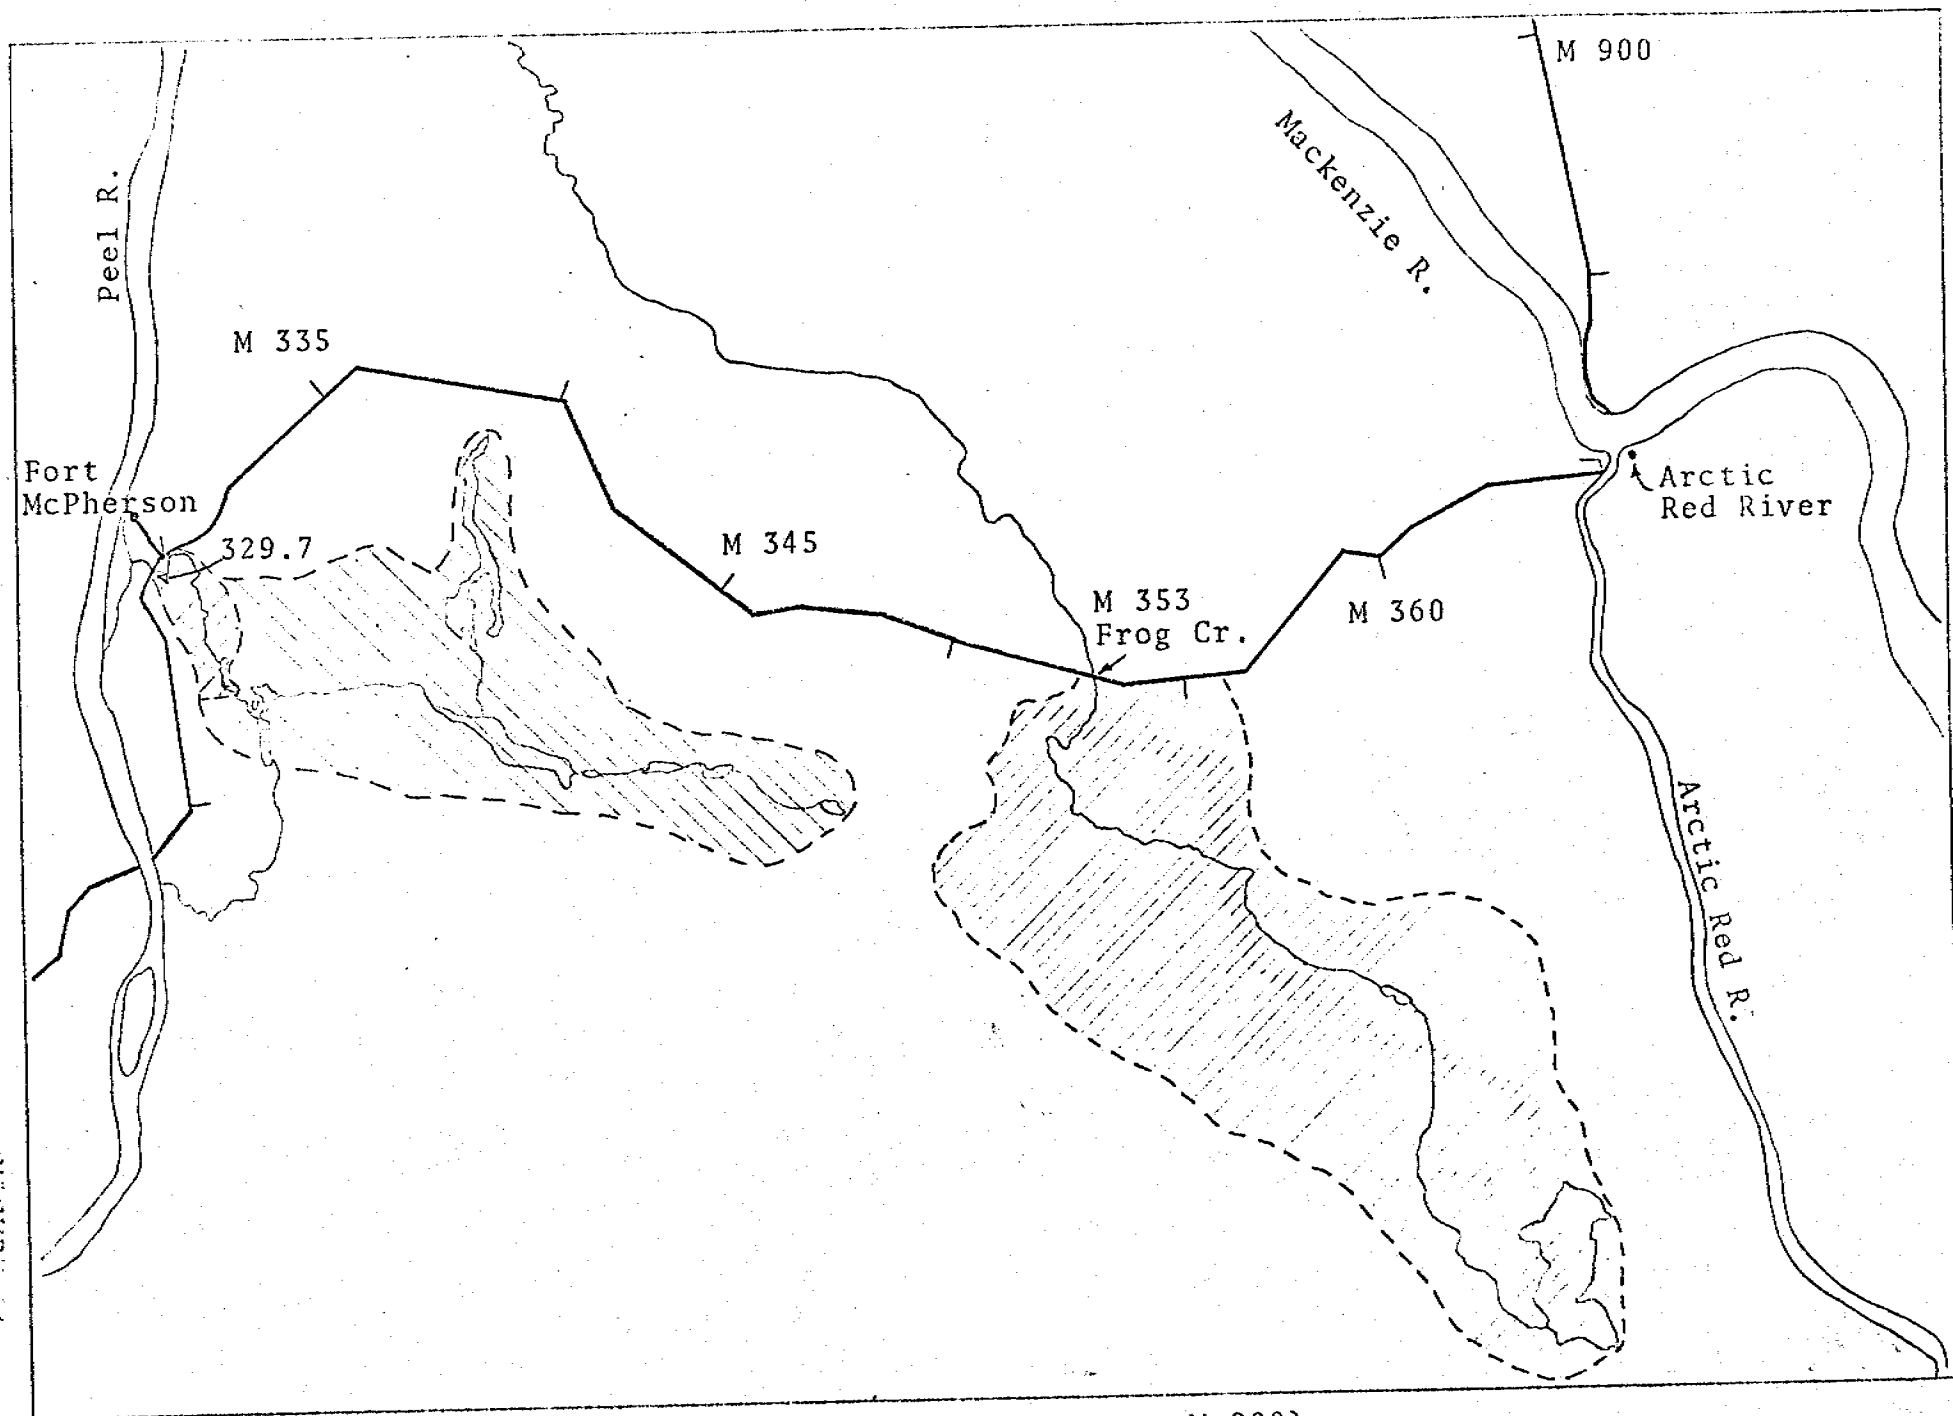 M 900
Mackenzie R.
Peel R.
M 335
Fort
McPherson
329.7
M 345
M 353
Frog Cr.
M 360
Arctic
Red River
Arctic Red R.